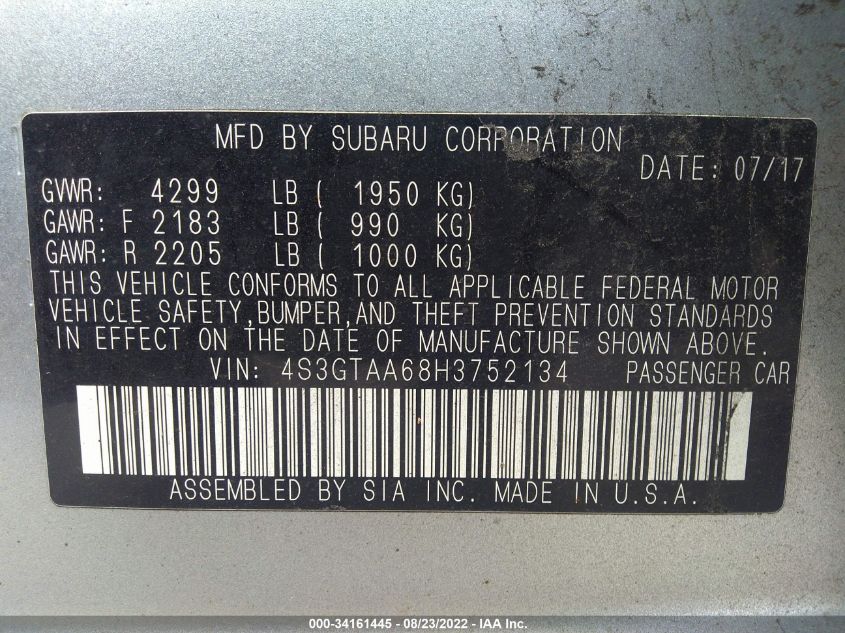 MFD BY SUBARU CORPORATION
DATE: 07/17
GVWR: 4299 LB ( 1950 KG)
GAWR: F 2183 LB ( 990 KG)
GAWR: R 2205 LB ( 1000 KG)
THIS VEHICLE CONFORMS TO ALL APPLICABLE FEDERAL MOTOR
VEHICLE SAFETY, BUMPER, AND THEFT PREVENTION STANDARDS
IN EFFECT ON THE DATE OF MANUFACTURE SHOWN ABOVE.
VIN: 4S3GTAA68H3752134 PASSENGER CAR
ASSEMBLED BY SIA INC. MADE IN U.S.A.
000-34161445 - 08/23/2022 - IAA Inc.